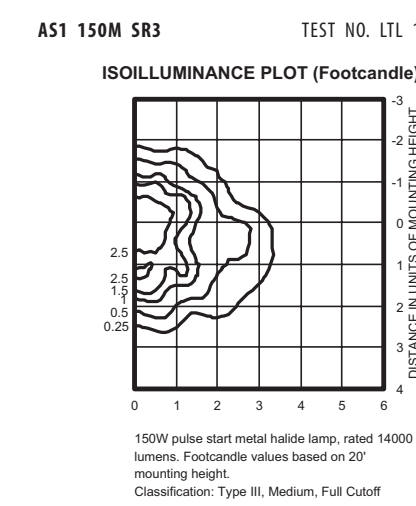 AS1 150M SR3
TEST NO. LTL
ISOILLUMINANCE PLOT (Footcandle)
-3
-2
-1
0
1
2
3
4
DISTANCE IN UNITS OF MOUNTING HEIGHT
2.5
2.5
1.5
1
0.5
0.25
0 1 2 3 4 5 6
150W pulse start metal halide lamp, rated 14000
lumens. Footcandle values based on 20'
mounting height.
Classification: Type III, Medium, Full Cutoff